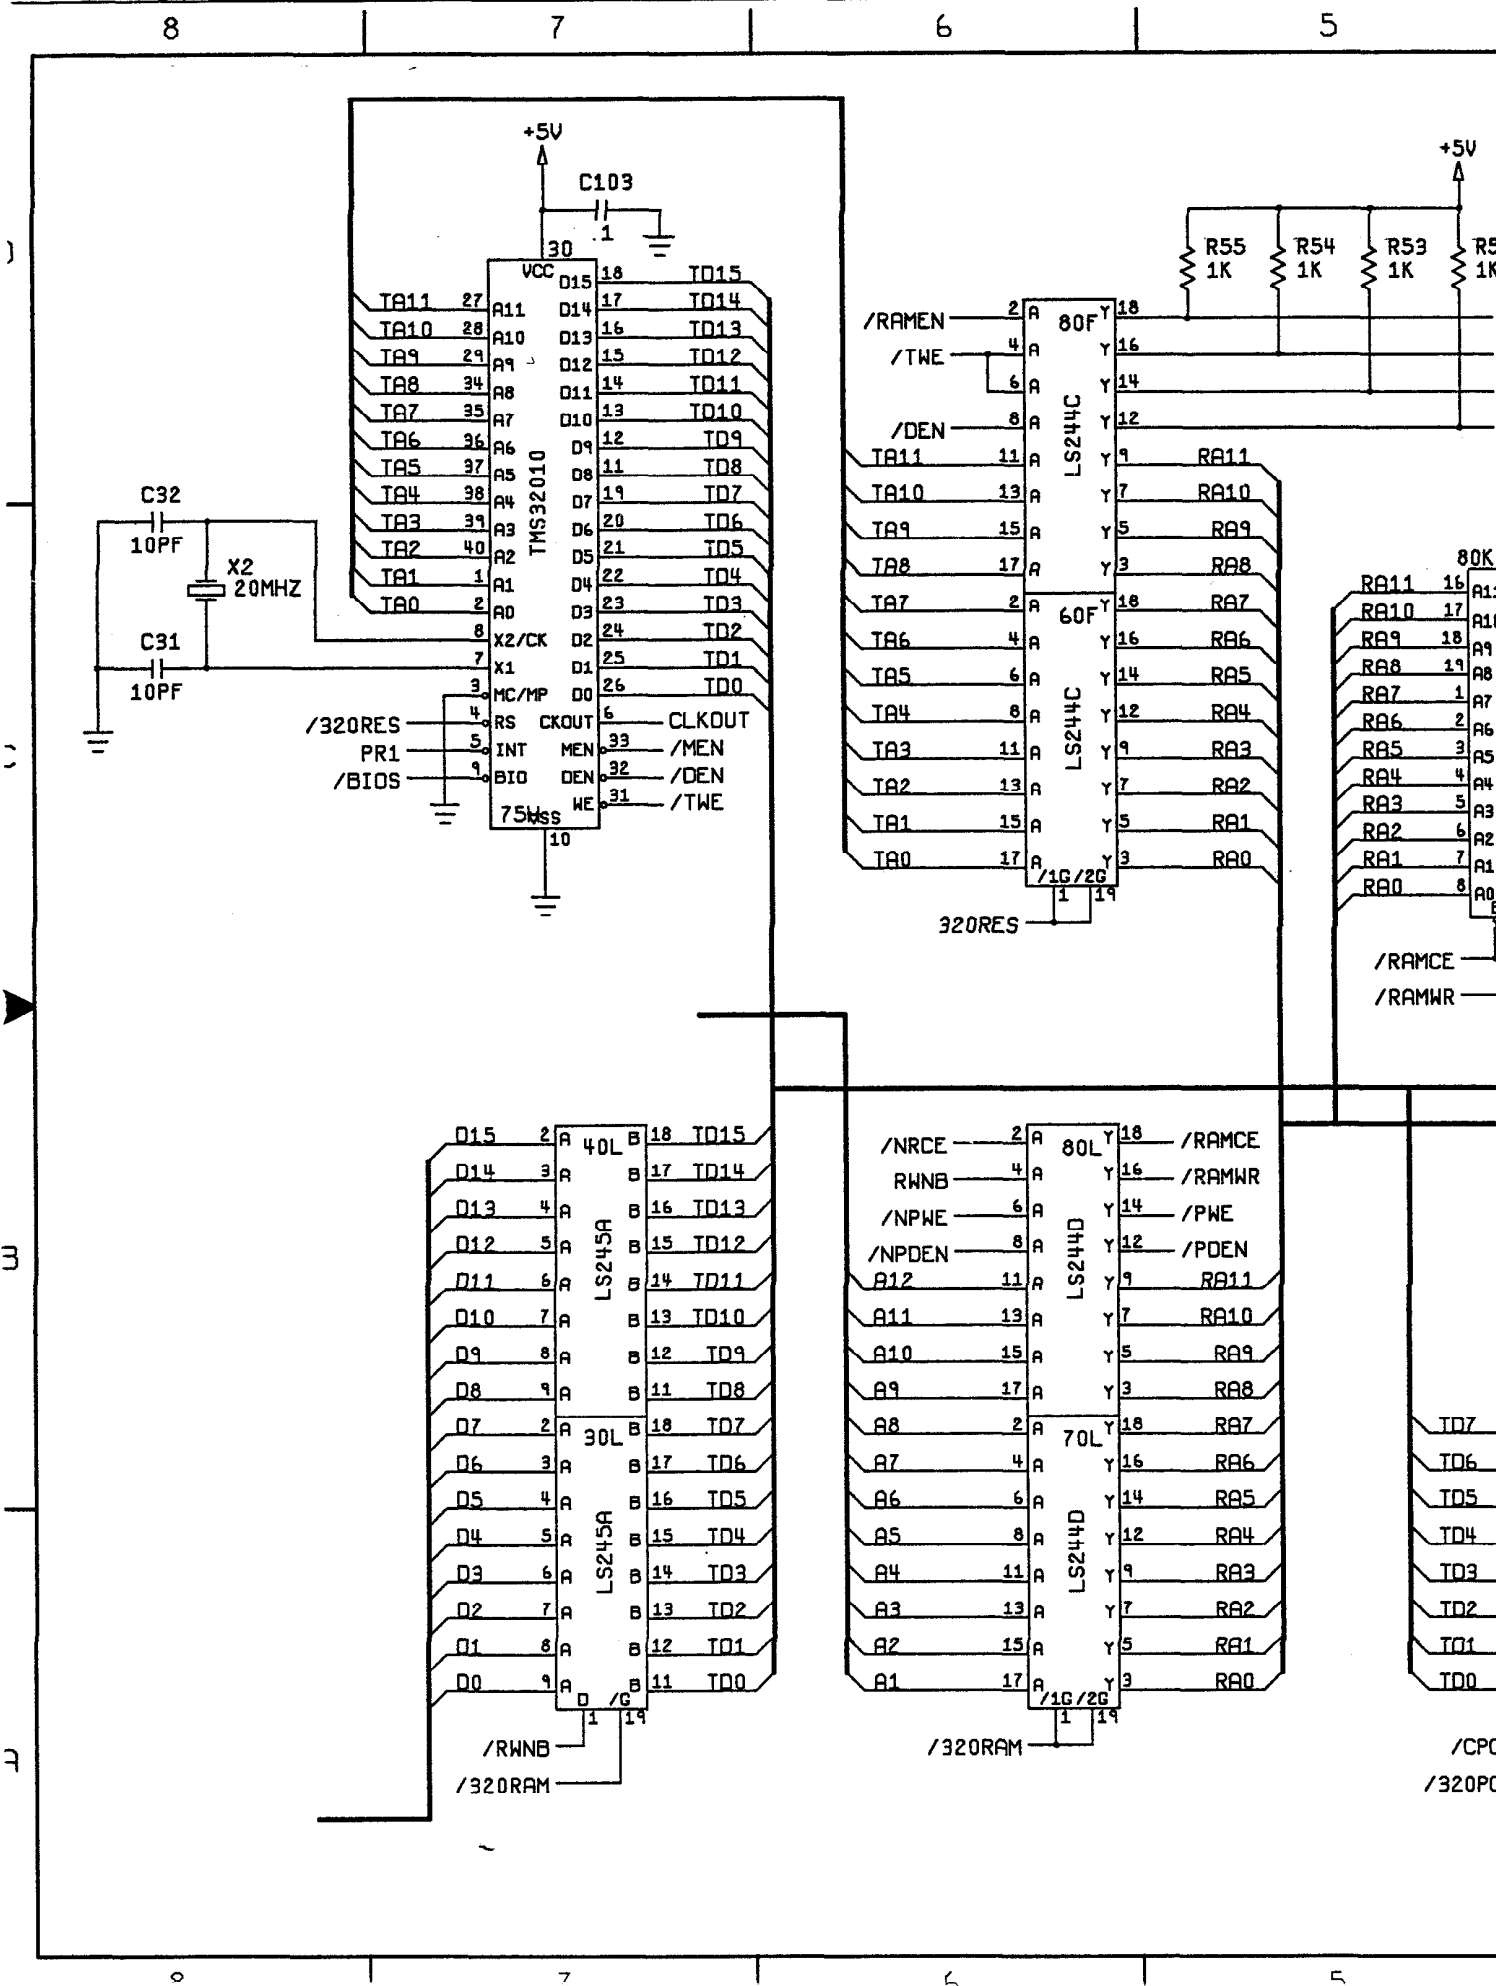 8 7 6 5
+5V
C103
.1
30
VCC
TMS32010
TA11 27 A11
TA10 28 A10
TA9 29 A9
TA8 34 A8
TA7 35 A7
TA6 36 A6
TA5 37 A5
TA4 38 A4
TA3 39 A3
TA2 40 A2
TA1 1 A1
TA0 2 A0
8 X2/CK
7 X1
3 MC/MP
/320RES 4 RS
PR1 5 INT
/BIOS 9 BIO
D15 18 TD15
D14 17 TD14
D13 16 TD13
D12 15 TD12
D11 14 TD11
D10 13 TD10
D9 12 TD9
D8 11 TD8
D7 19 TD7
D6 20 TD6
D5 21 TD5
D4 22 TD4
D3 23 TD3
D2 24 TD2
D1 25 TD1
D0 26 TD0
CKOUT 6 CLKOUT
MEN 33 /MEN
DEN 32 /DEN
WE 31 /TWE
VSS
10
C32
10PF
X2
20MHZ
C31
10PF
80F
LS244C
/RAMEN 2 A Y 18
/TWE 4 A Y 16
6 A Y 14
/DEN 8 A Y 12
TA11 11 A Y 9 RA11
TA10 13 A Y 7 RA10
TA9 15 A Y 5 RA9
TA8 17 A Y 3 RA8
60F
LS244C
TA7 2 A Y 18 RA7
TA6 4 A Y 16 RA6
TA5 6 A Y 14 RA5
TA4 8 A Y 12 RA4
TA3 11 A Y 9 RA3
TA2 13 A Y 7 RA2
TA1 15 A Y 5 RA1
TA0 17 A Y 3 RA0
/1G /2G
1 19
320RES
+5V
R55 R54 R53
1K 1K 1K 1K
80K
RA11 16
RA10 17
RA9 18 A9
RA8 19 A8
RA7 1 A7
RA6 2 A6
RA5 3 A5
RA4 4 A4
RA3 5 A3
RA2 6 A2
RA1 7 A1
RA0 8 A0
/RAMCE
/RAMWR
40L
LS245A
D15 2 A B 18 TD15
D14 3 A B 17 TD14
D13 4 A B 16 TD13
D12 5 A B 15 TD12
D11 6 A B 14 TD11
D10 7 A B 13 TD10
D9 8 A B 12 TD9
D8 9 A B 11 TD8
30L
LS245A
D7 2 A B 18 TD7
D6 3 A B 17 TD6
D5 4 A B 16 TD5
D4 5 A B 15 TD4
D3 6 A B 14 TD3
D2 7 A B 13 TD2
D1 8 A B 12 TD1
D0 9 A B 11 TD0
D /G
1 19
/RWNB
/320RAM
80L
LS244D
/NRCE 2 A Y 18 /RAMCE
RWNB 4 A Y 16 /RAMWR
/NPWE 6 A Y 14 /PWE
/NPDEN 8 A Y 12 /PDEN
A12 11 A Y 9 RA11
A11 13 A Y 7 RA10
A10 15 A Y 5 RA9
A9 17 A Y 3 RA8
70L
LS244D
A8 2 A Y 18 RA7
A7 4 A Y 16 RA6
A6 6 A Y 14 RA5
A5 8 A Y 12 RA4
A4 11 A Y 9 RA3
A3 13 A Y 7 RA2
A2 15 A Y 5 RA1
A1 17 A Y 3 RA0
/1G /2G
1 19
/320RAM
TD7
TD6
TD5
TD4
TD3
TD2
TD1
TD0
7